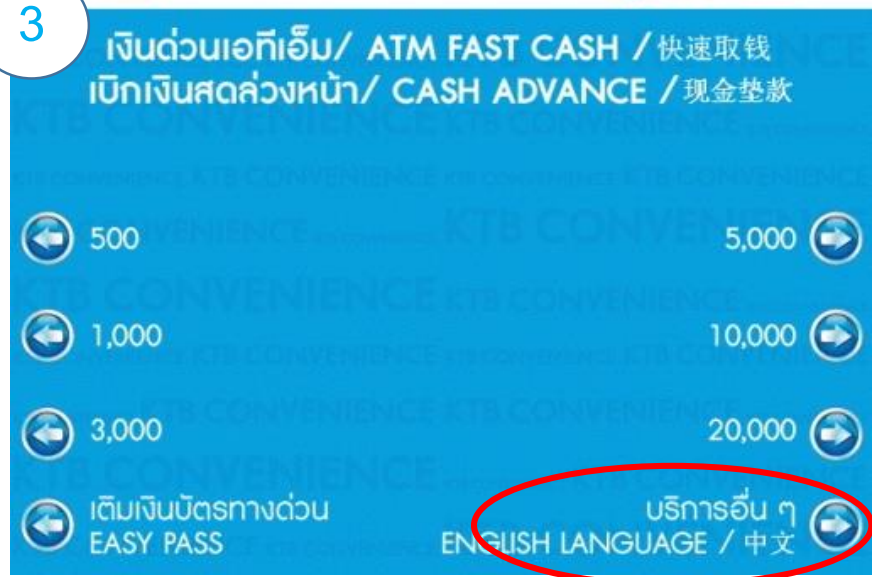 3
เงินด่วนเอทีเอ็ม/ ATM FAST CASH /快速取钱
เบิกเงินสดล่วงหน้า/ CASH ADVANCE /现金垫款
500
5,000
1,000
10,000
3,000
20,000
เติมเงินบัตรทางด่วน
EASY PASS
บริการอื่น ๆ
ENGLISH LANGUAGE / 中文